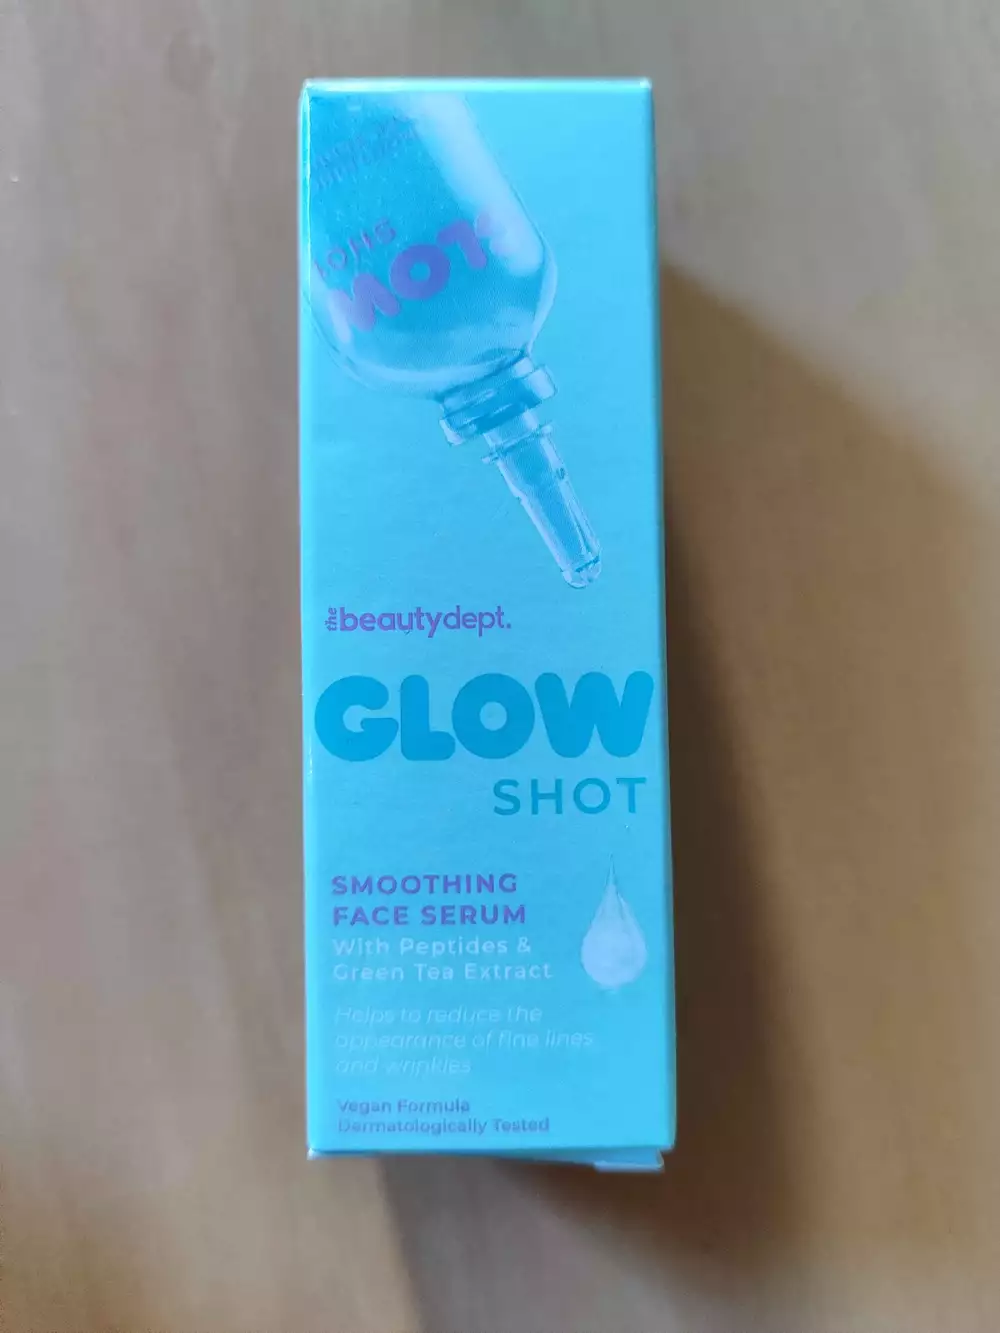 the beautydept.
GLOW
SHOT
SMOOTHING
FACE SERUM
With Peptides &
Green Tea Extract
Helps to reduce the
appearance of fine lines
and wrinkles
Vegan Formula
Dermatologically Tested